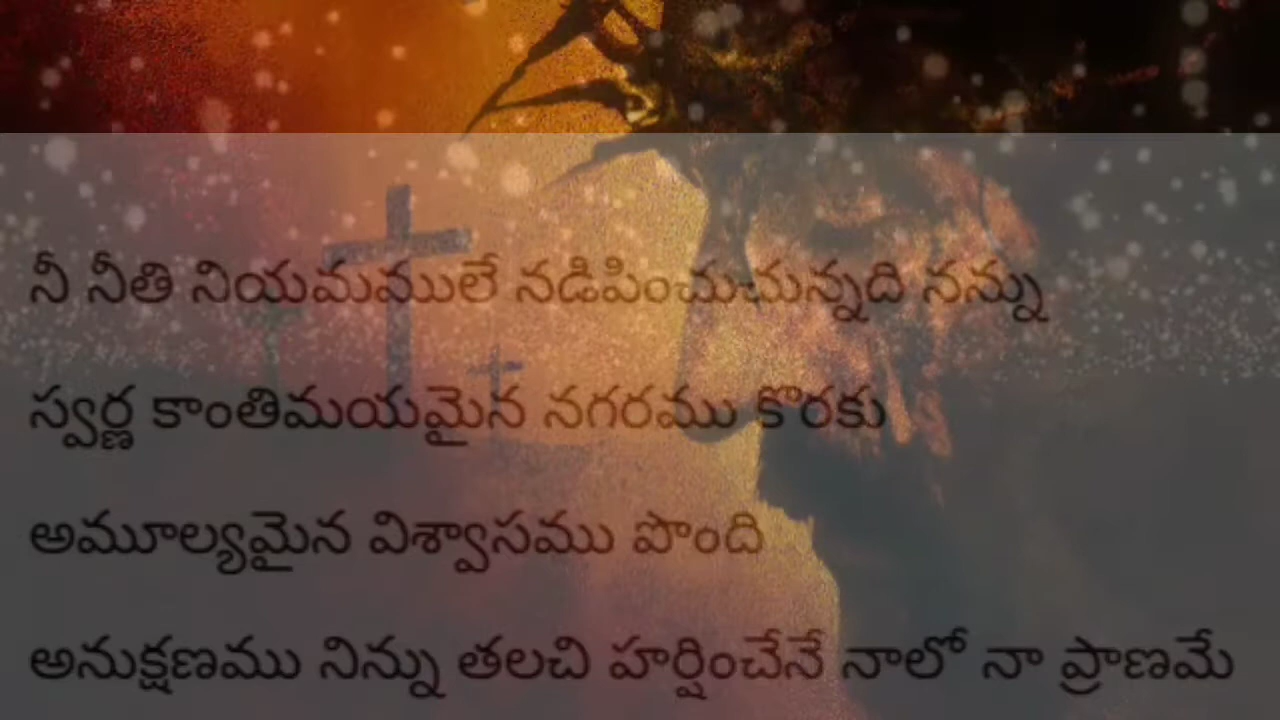 నీ నీతి నియమములే నడిపించుచున్నది నన్ను
స్వర్ణ కాంతిమయమైన నగరము కొరకు
అమూల్యమైన విశ్వాసము పొంది
అనుక్షణము నిన్ను తలచి హర్షించేనే నాలో నా ప్రాణమే